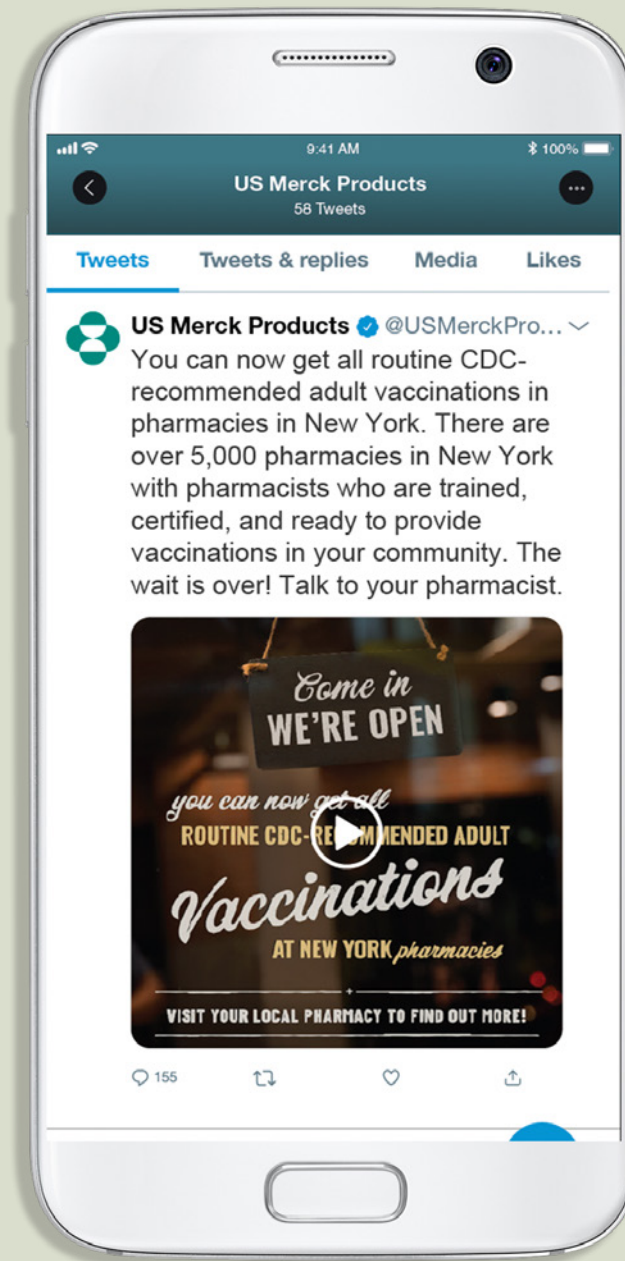 9:41 AM
100%
US Merck Products
58 Tweets
Tweets Tweets & replies Media Likes
US Merck Products @USMerckPro...
You can now get all routine CDC-
recommended adult vaccinations in
pharmacies in New York. There are
over 5,000 pharmacies in New York
with pharmacists who are trained,
certified, and ready to provide
vaccinations in your community. The
wait is over! Talk to your pharmacist.
Come in
WE'RE OPEN
you can now get all
ROUTINE CDC-RECOMMENDED ADULT
Vaccinations
AT NEW YORK pharmacies
VISIT YOUR LOCAL PHARMACY TO FIND OUT MORE!
155